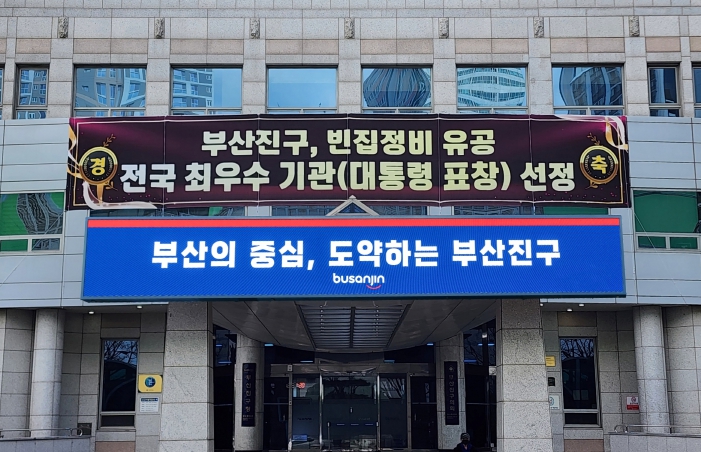 부산진구, 빈집정비 유공
경 전국 최우수 기관(대통령 표창) 선정 축
부산의 중심, 도약하는 부산진구
busanjin